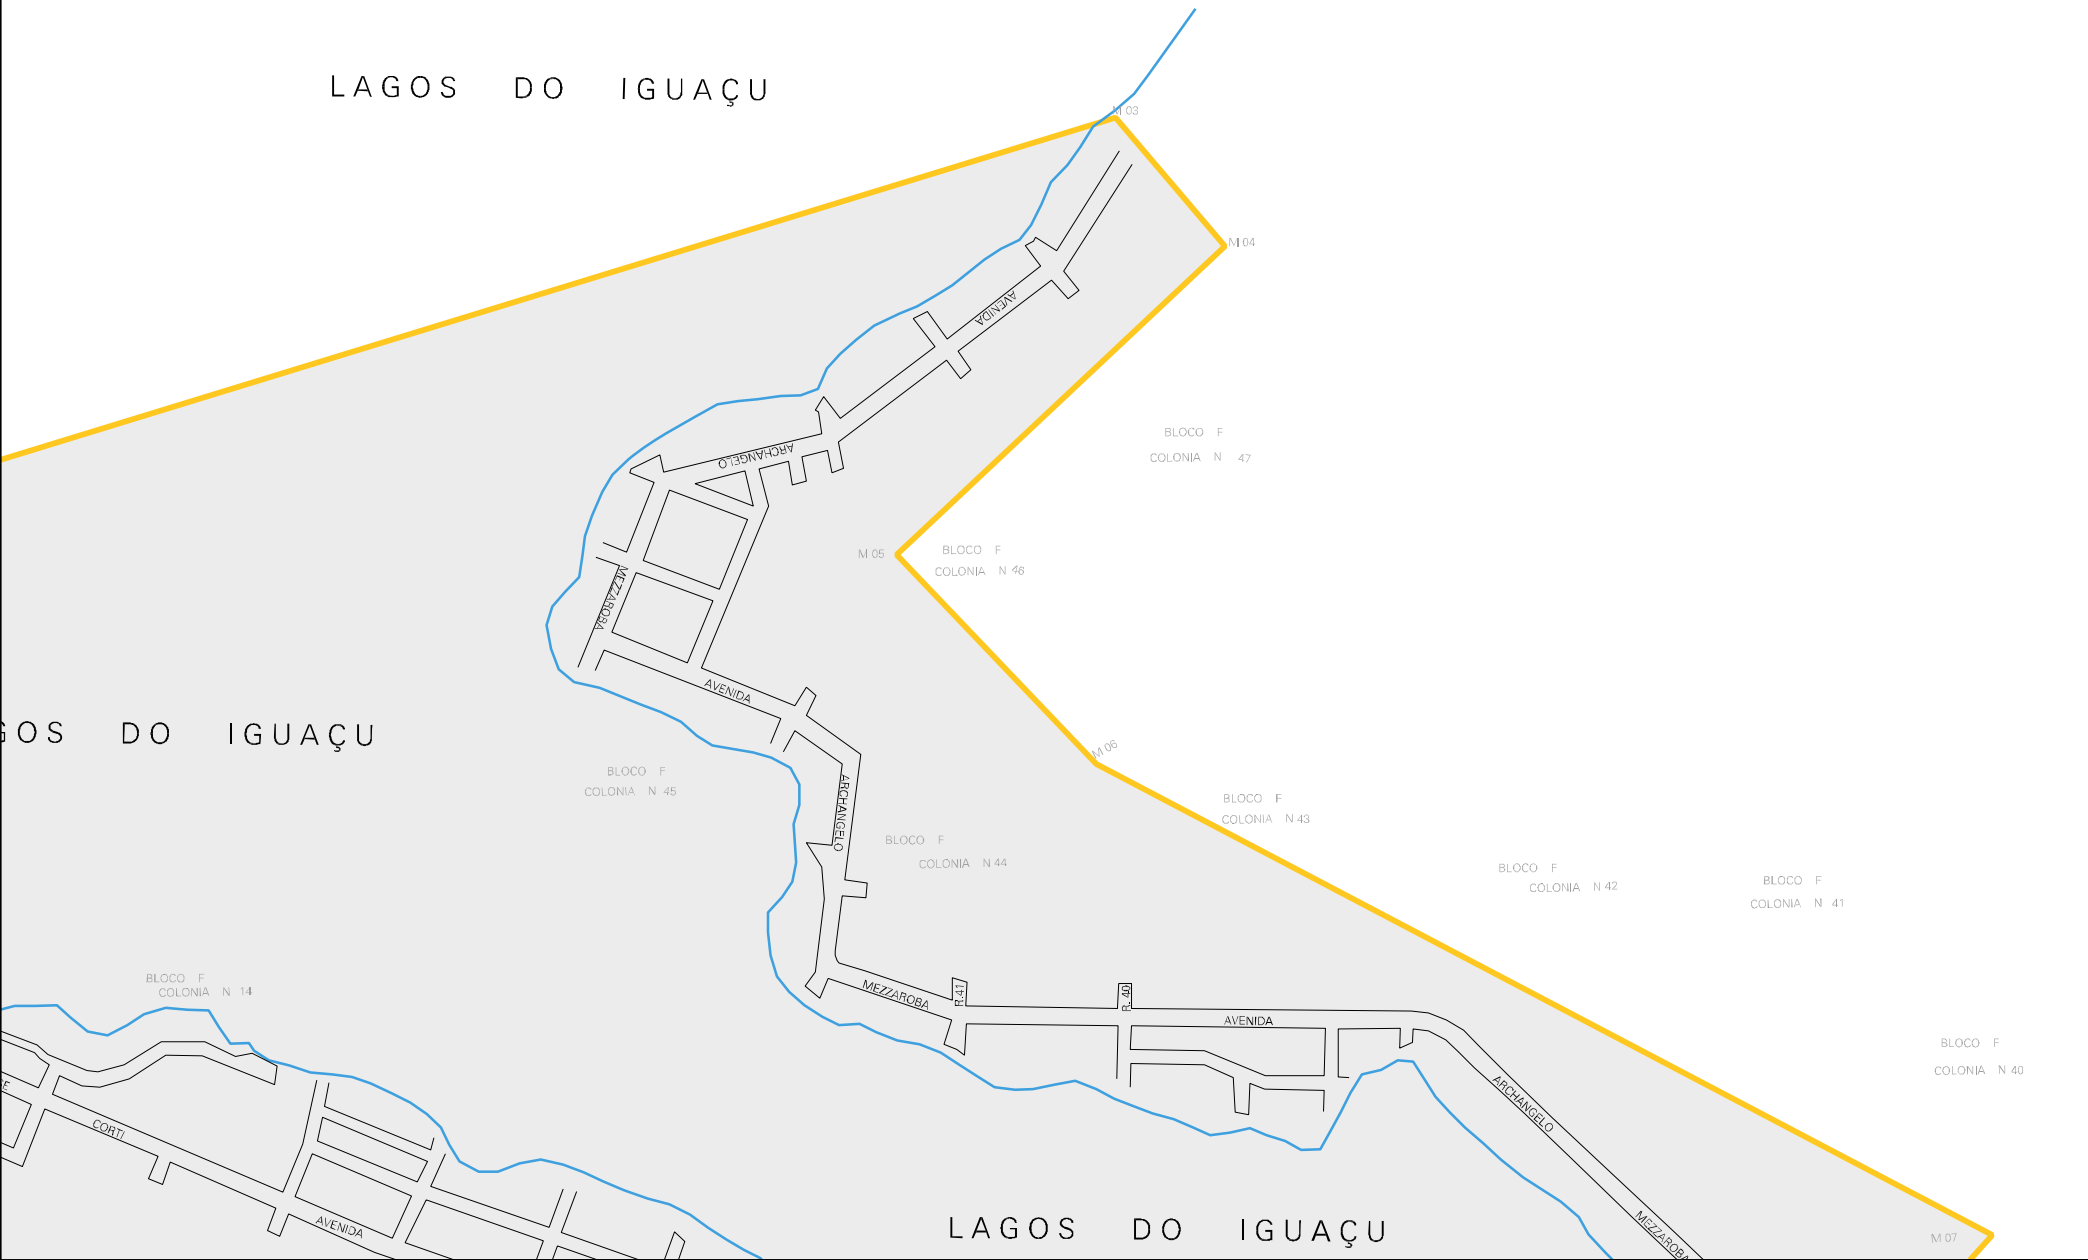 LAGOS DO IGUAÇU
M 03
M 04
AVENIDA
BLOCO F
COLONIA N 47
ARCHANGELO
M 05
BLOCO F
COLONIA N 46
MEZZAROBA
AVENIDA
GOS DO IGUAÇU
M 06
BLOCO F
COLONIA N 45
ARCHANGELO
BLOCO F
COLONIA N 43
BLOCO F
COLONIA N 44
BLOCO F
COLONIA N 42
BLOCO F
COLONIA N 41
BLOCO F
COLONIA N 14
MEZZAROBA
R.41
R. 40
AVENIDA
BLOCO F
COLONIA N 40
ARCHANGELO
CORTI
AVENIDA
LAGOS DO IGUAÇU
MEZZAROBA
M 07